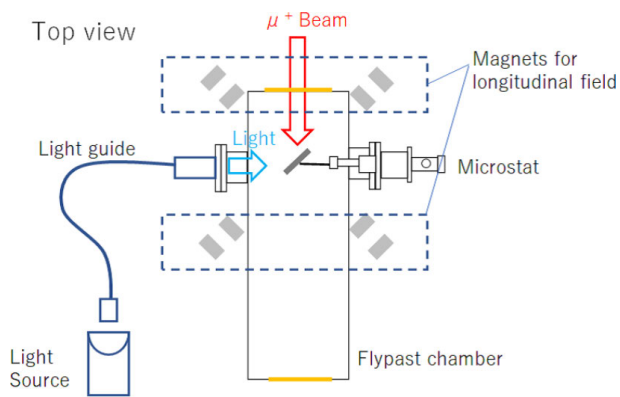 Top view
μ + Beam
Magnets for
longitudinal field
Light
Light guide
Microstat
Light
Source
Flypast chamber